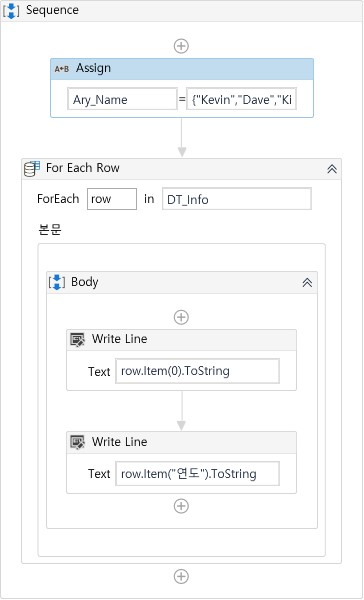 Sequence
A+B Assign
Ary_Name = {"Kevin","Dave","Ki
For Each Row
ForEach row in DT_Info
본문
Body
Write Line
Text row.Item(0).ToString
Write Line
Text row.Item("연도").ToString